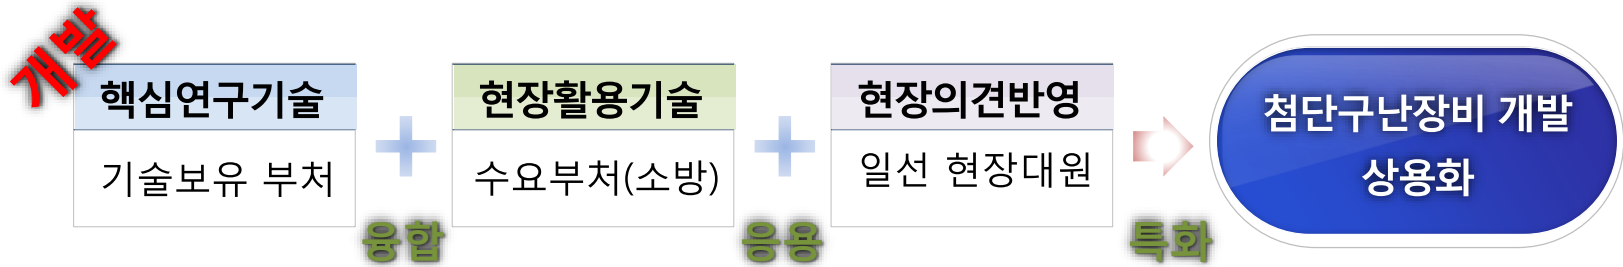 개발
핵심연구기술
기술보유 부처
융합
현장활용기술
수요부처(소방)
응용
현장의견반영
일선 현장대원
특화
첨단구난장비 개발
상용화